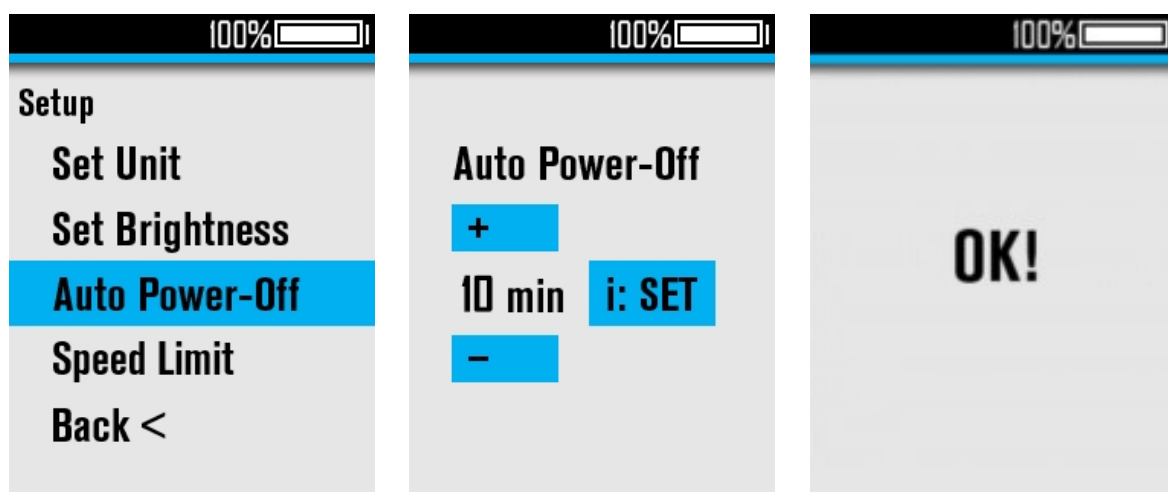 100%
Setup
Set Unit
Set Brightness
Auto Power-Off
Speed Limit
Back <
100%
Auto Power-Off
+
10 min
i: SET
−
100%
OK!